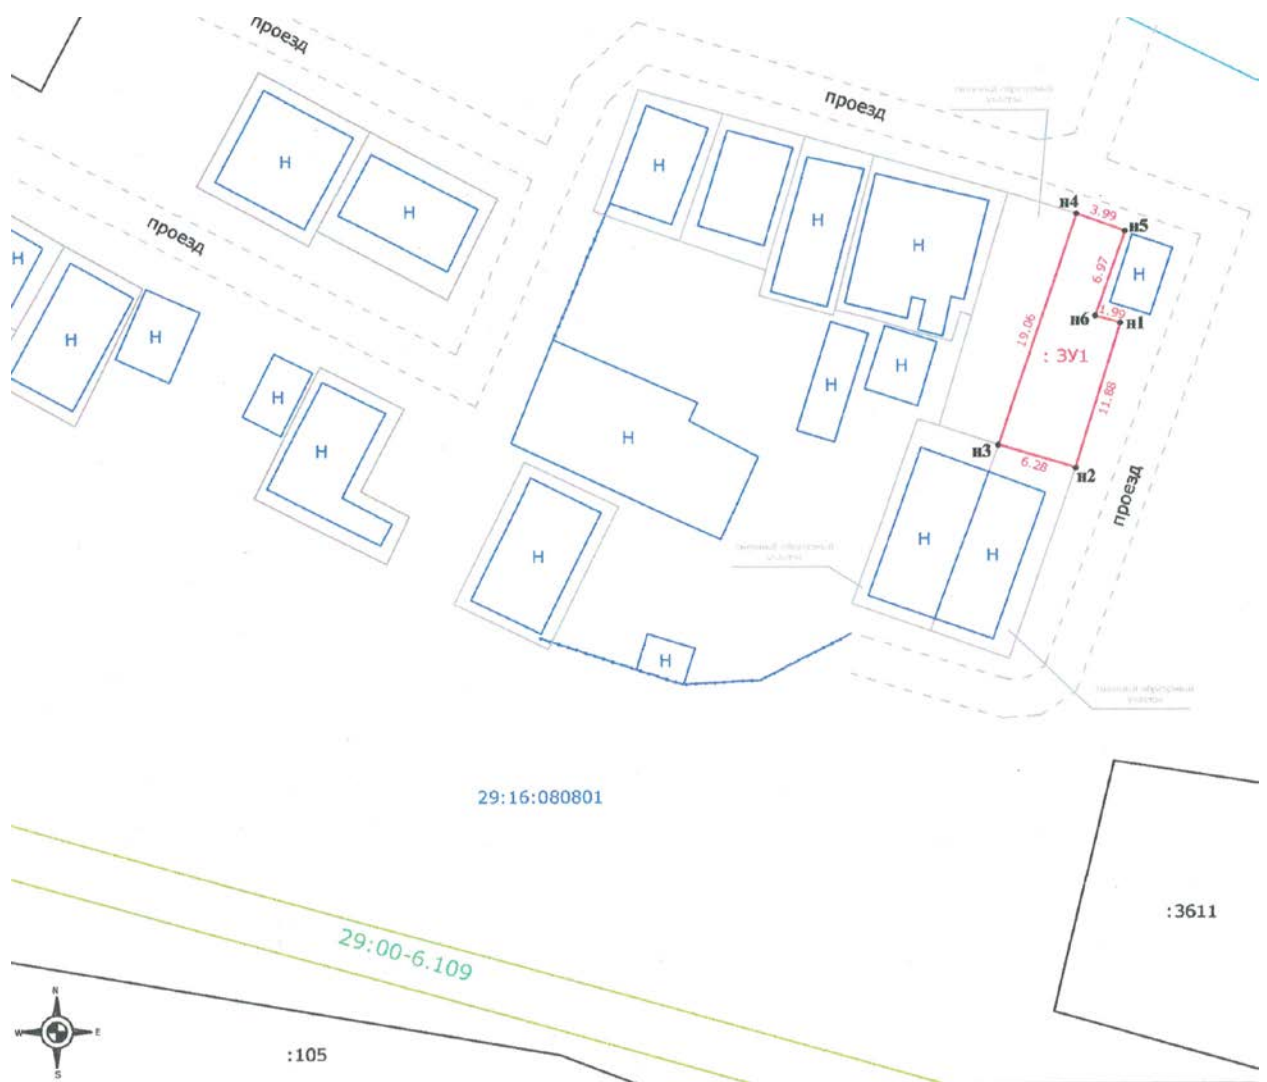 проезд
проезд
н4
3.99
н5
Н
Н
Н
Н
Н
Н
6.97
Н
Н
проезд
19.06
н6
1.99
н1
Н
Н
: ЗУ1
Н
Н
Н
11.88
Н
Н
н3
6.28
н2
проезд
Н
Н
Н
Н
29:16:080801
:3611
29:00-6.109
N
W
E
S
:105